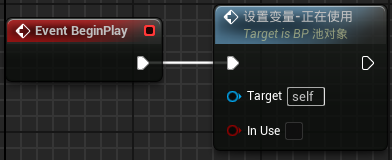 Event BeginPlay
设置变量-正在使用
Target is BP 池对象
Target self
In Use